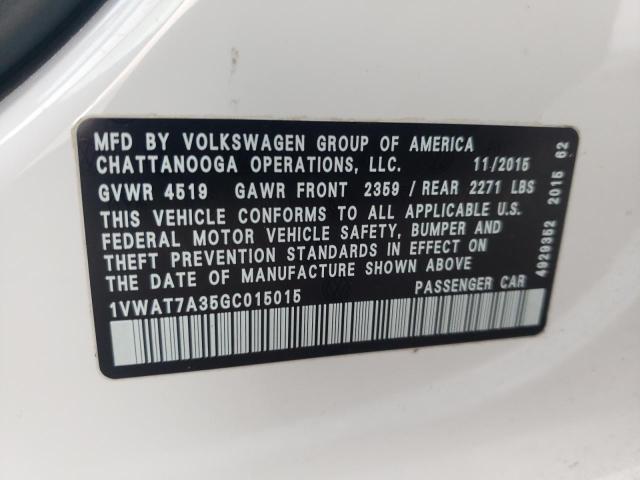 MFD BY VOLKSWAGEN GROUP OF AMERICA
CHATTANOOGA OPERATIONS, LLC. 11/2015
GVWR 4519 GAWR FRONT 2359 / REAR 2271 LBS
THIS VEHICLE CONFORMS TO ALL APPLICABLE U.S.
FEDERAL MOTOR VEHICLE SAFETY, BUMPER AND
THEFT PREVENTION STANDARDS IN EFFECT ON
THE DATE OF MANUFACTURE SHOWN ABOVE
1VWAT7A35GC015015 PASSENGER CAR
4929352 2015 62